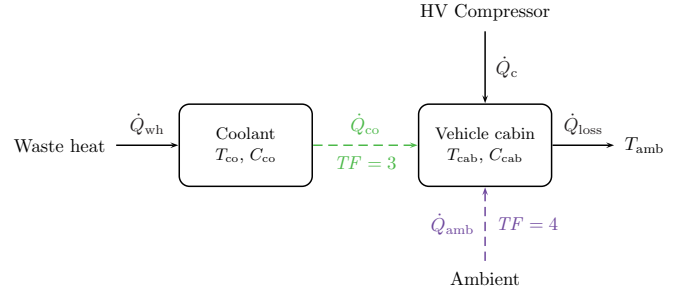 HV Compressor
Q̇c
Waste heat
Q̇wh
Coolant
Tco, Cco
Q̇co
TF = 3
Vehicle cabin
Tcab, Ccab
Q̇loss
Tamb
Q̇amb
TF = 4
Ambient